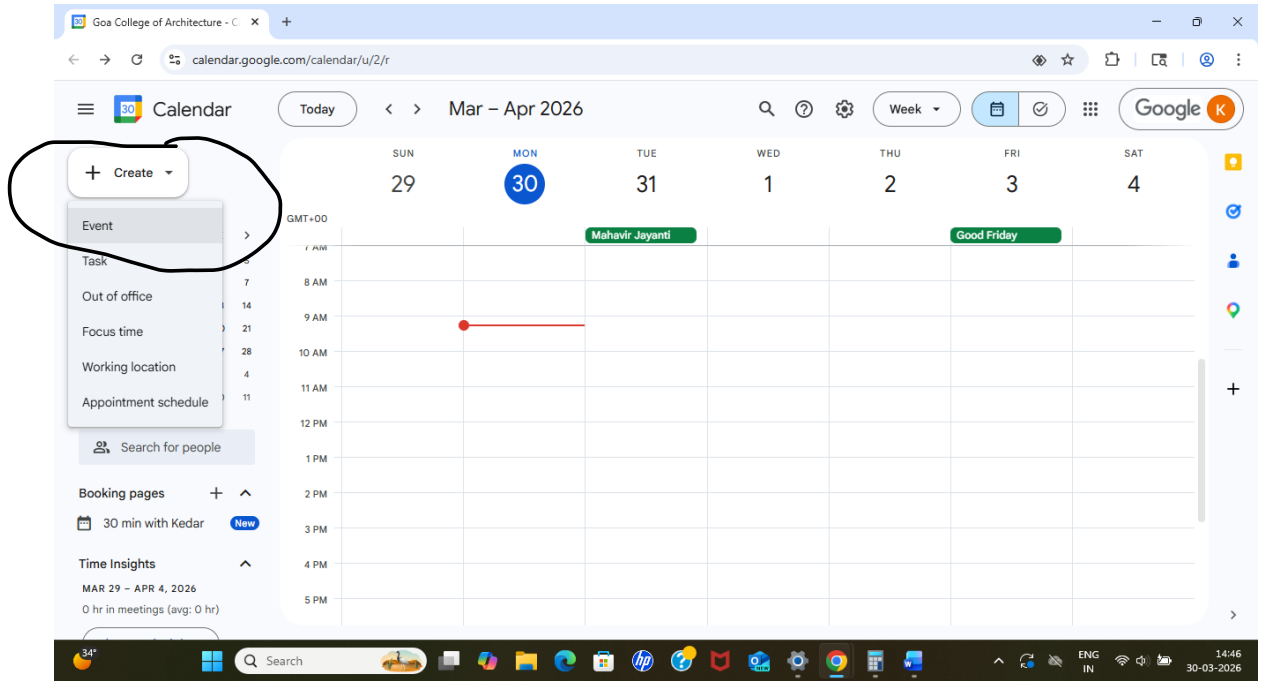 Goa College of Architecture - C
calendar.google.com/calendar/u/2/r
30 Calendar
Today
Mar – Apr 2026
Week
Google K
Create
SUN MON TUE WED THU FRI SAT
29 30 31 1 2 3 4
Event
Task
Out of office
Focus time
Working location
Appointment schedule
5
7
14
21
28
4
11
GMT+00
Mahavir Jayanti
Good Friday
7 AM
8 AM
9 AM
10 AM
11 AM
12 PM
1 PM
2 PM
3 PM
4 PM
5 PM
Search for people
Booking pages
30 min with Kedar New
Time Insights
MAR 29 – APR 4, 2026
0 hr in meetings (avg: 0 hr)
34°
Search
hp
NEW
ENG
IN
14:46
30-03-2026